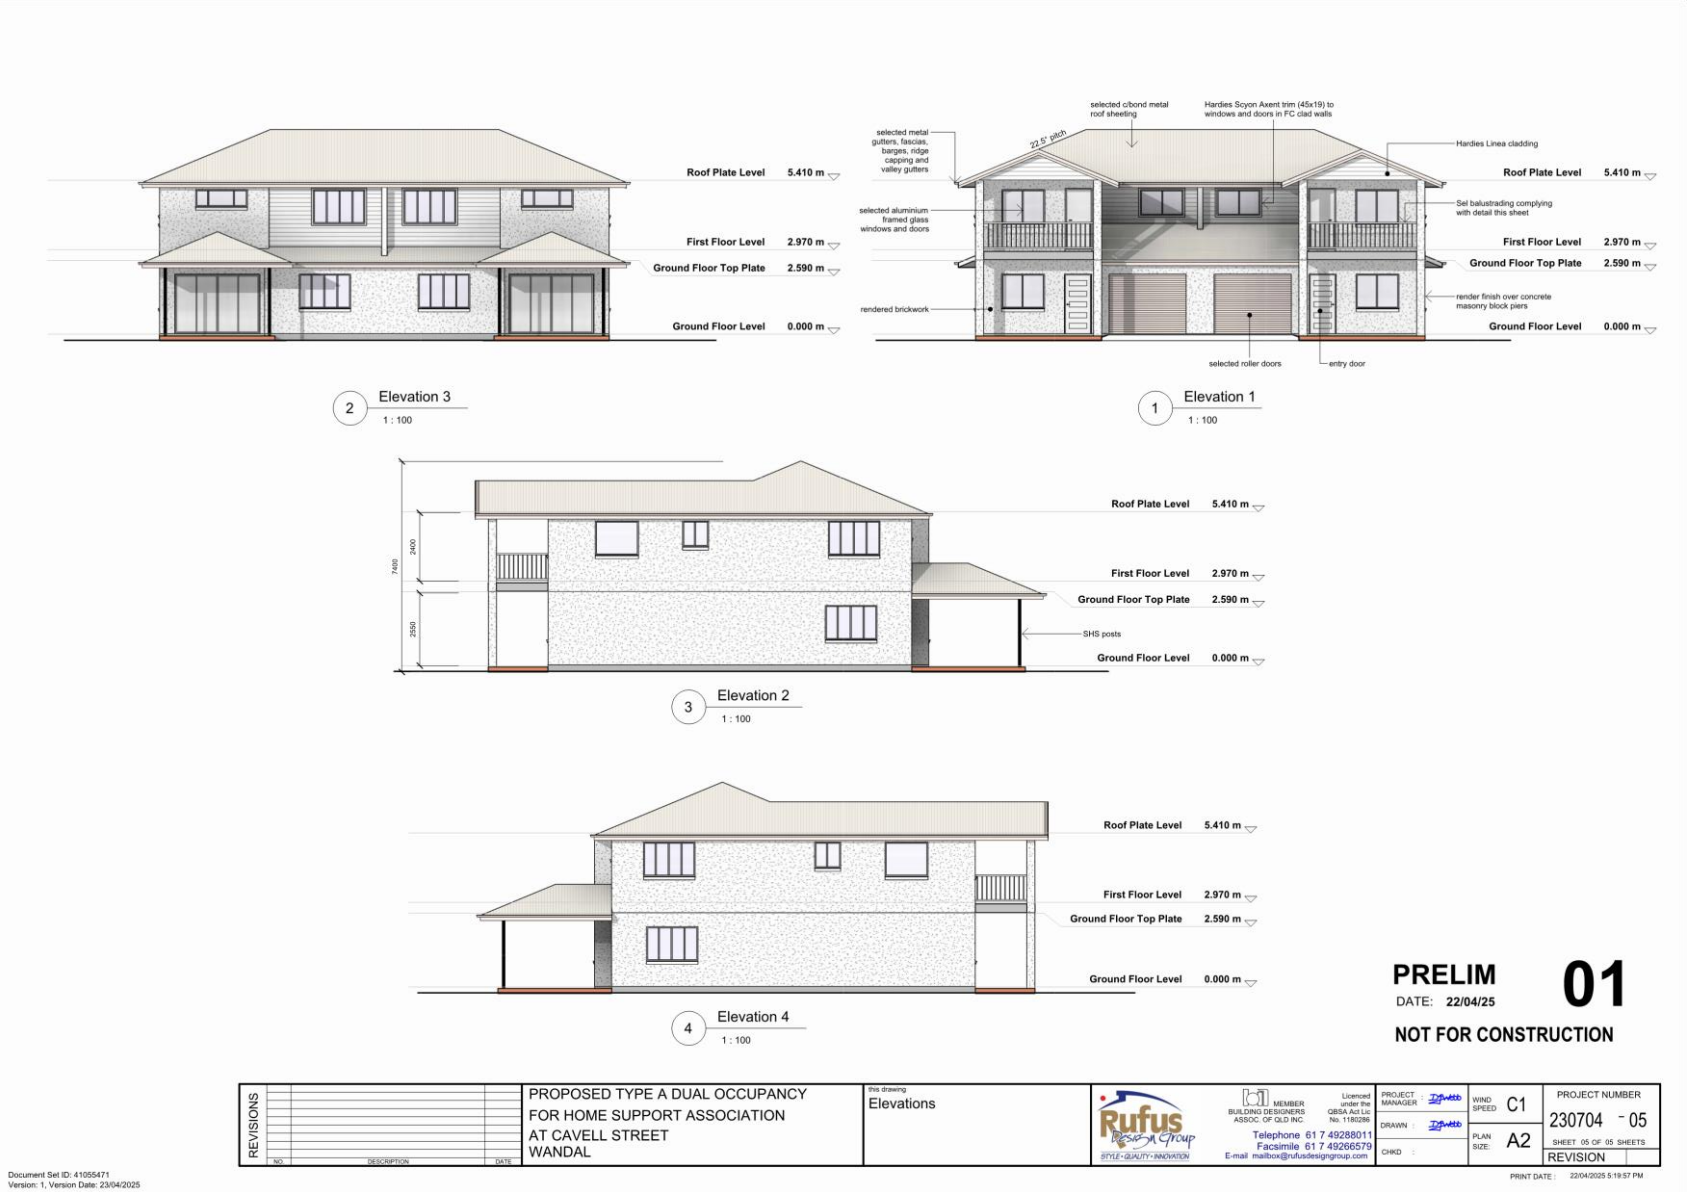 selected c/bond metal
roof sheeting
Hardies Scyon Axent trim (45x19) to
windows and doors in FC clad walls
selected metal
gutters, fascias,
barges, ridge
capping and
valley gutters
22.5° pitch
Hardies Linea cladding
Roof Plate Level 5.410 m
Roof Plate Level 5.410 m
selected aluminium
framed glass
windows and doors
Sel balustrading complying
with detail this sheet
First Floor Level 2.970 m
First Floor Level 2.970 m
Ground Floor Top Plate 2.590 m
Ground Floor Top Plate 2.590 m
rendered brickwork
render finish over concrete
masonry block piers
Ground Floor Level 0.000 m
Ground Floor Level 0.000 m
selected roller doors
entry door
2
Elevation 3
1 : 100
1
Elevation 1
1 : 100
Roof Plate Level 5.410 m
2400
7400
First Floor Level 2.970 m
Ground Floor Top Plate 2.590 m
2550
SHS posts
Ground Floor Level 0.000 m
3
Elevation 2
1 : 100
Roof Plate Level 5.410 m
First Floor Level 2.970 m
Ground Floor Top Plate 2.590 m
Ground Floor Level 0.000 m
4
Elevation 4
1 : 100
PRELIM 01
DATE: 22/04/25
NOT FOR CONSTRUCTION
REVISIONS
NO. DESCRIPTION DATE
PROPOSED TYPE A DUAL OCCUPANCY
FOR HOME SUPPORT ASSOCIATION
AT CAVELL STREET
WANDAL
this drawing
Elevations
Rufus
Design Group
STYLE - QUALITY - INNOVATION
MEMBER
BUILDING DESIGNERS
ASSOC. OF QLD INC.
Licenced
under the
QBSA Act Lic
No. 1180286
Telephone 61 7 49288011
Facsimile 61 7 49266579
E-mail mailbox@rufusdesigngroup.com
PROJECT
MANAGER :
DRAWN :
CHKD :
WIND
SPEED C1
PLAN
SIZE: A2
PROJECT NUMBER
230704 - 05
SHEET 05 OF 05 SHEETS
REVISION
PRINT DATE : 22/04/2025 5:19:57 PM
Document Set ID: 41055471
Version: 1, Version Date: 23/04/2025